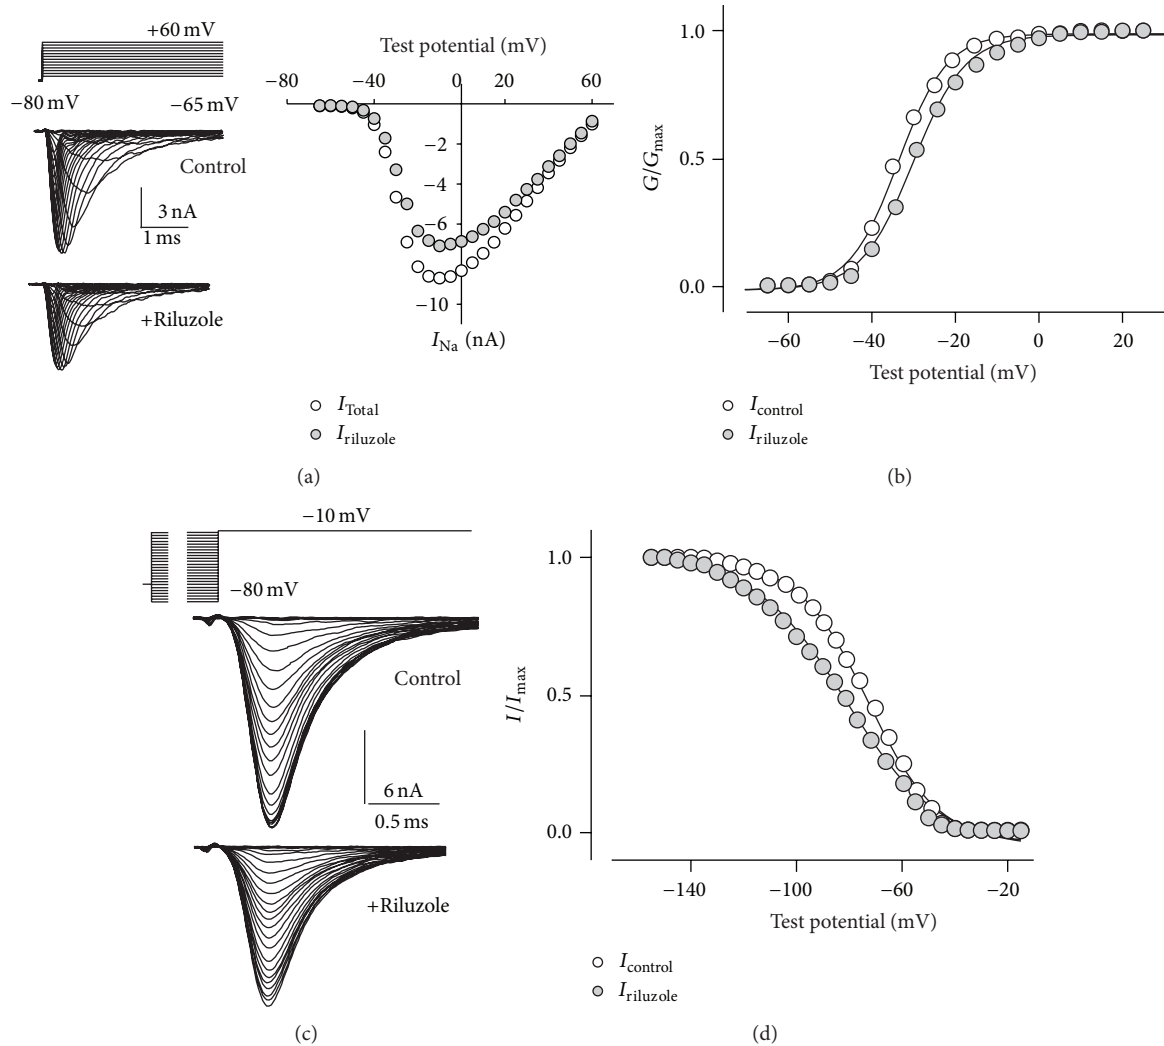 +60 mV
−80 mV
−65 mV
Control
3 nA
1 ms
+Riluzole
Test potential (mV)
−80
−40
0
20
60
−2
−4
−6
−8
−10
I_Na (nA)
I_Total
I_riluzole
(a)
G/G_max
1.0
0.5
0.0
−60
−40
−20
0
20
Test potential (mV)
I_control
I_riluzole
(b)
−10 mV
−80 mV
Control
6 nA
0.5 ms
+Riluzole
(c)
I/I_max
1.0
0.5
0.0
−140
−100
−60
−20
Test potential (mV)
I_control
I_riluzole
(d)